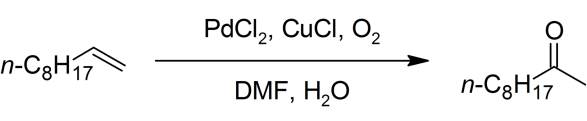 PdCl₂, CuCl, O₂
n-C₈H₁₇
DMF, H₂O
O
n-C₈H₁₇